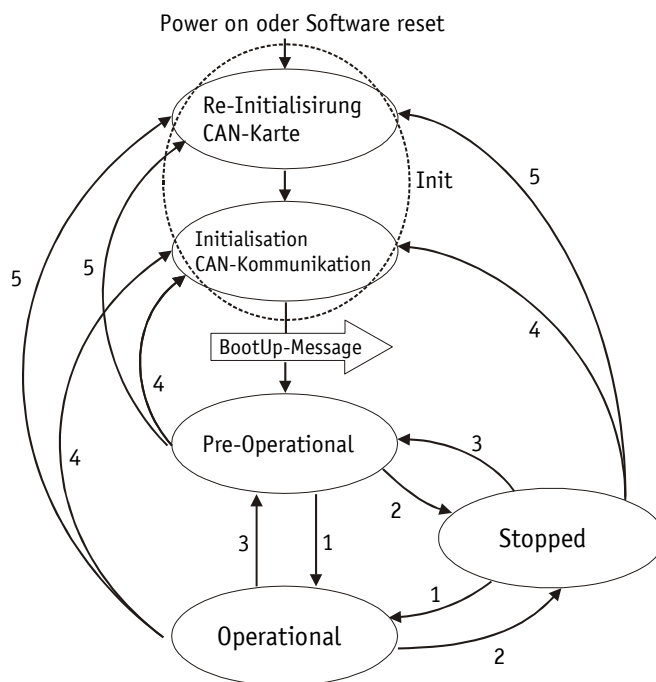 Power on oder Software reset
Re-Initialisirung
CAN-Karte
5
Init
Initialisation
CAN-Kommunikation
5
5
4
BootUp-Message
4
4
Pre-Operational
3
2
3
1
Stopped
1
Operational
2